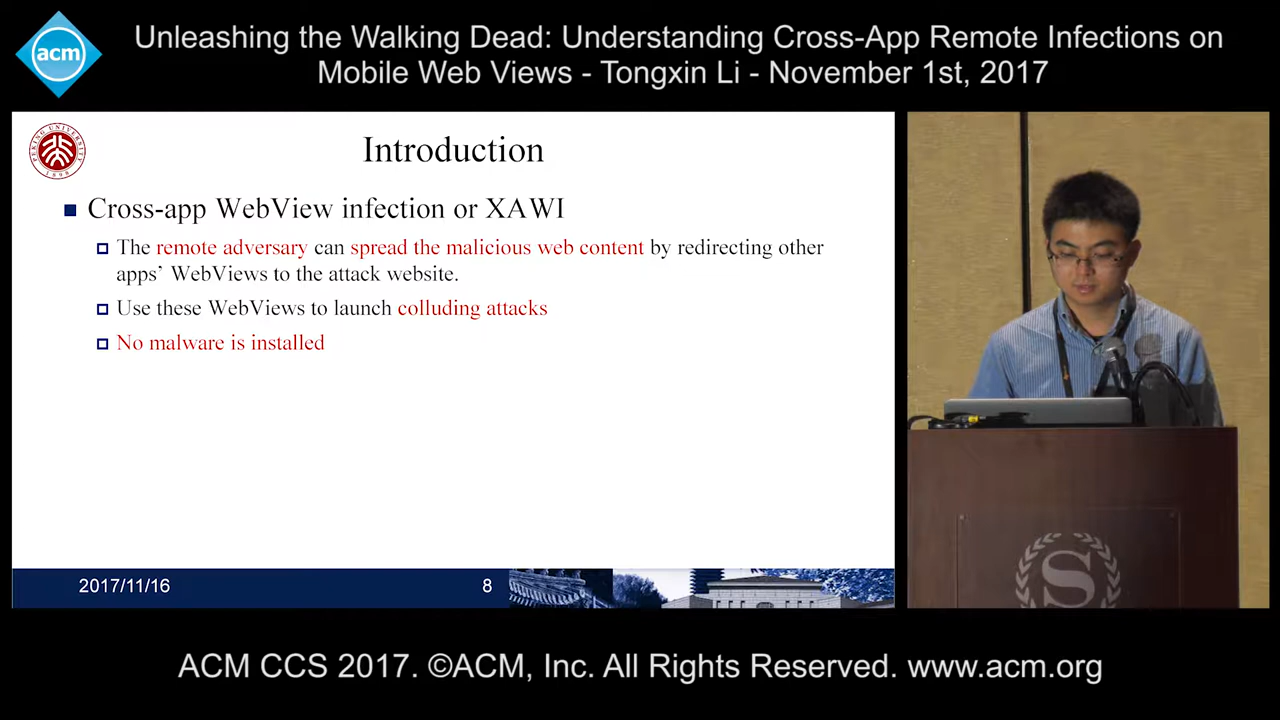 acm
Unleashing the Walking Dead: Understanding Cross-App Remote Infections on
Mobile Web Views - Tongxin Li - November 1st, 2017
PEKING UNIVERSITY
1898
Introduction
Cross-app WebView infection or XAWI
The remote adversary can spread the malicious web content by redirecting other
apps’ WebViews to the attack website.
Use these WebViews to launch colluding attacks
No malware is installed
2017/11/16
8
S
ACM CCS 2017. ©ACM, Inc. All Rights Reserved. www.acm.org